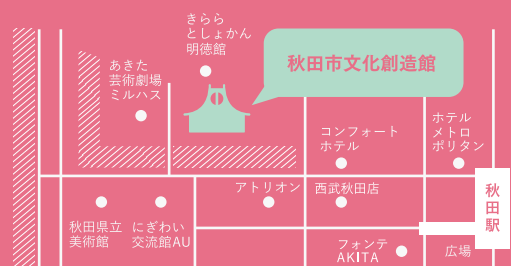 きらら
としょかん
明徳館
秋田市文化創造館
あきた
芸術劇場
ミルハス
コンフォート
ホテル
ホテル
メトロ
ポリタン
アトリオン
西武秋田店
秋田駅
秋田県立
美術館
にぎわい
交流館AU
フォンテ
AKITA
広場